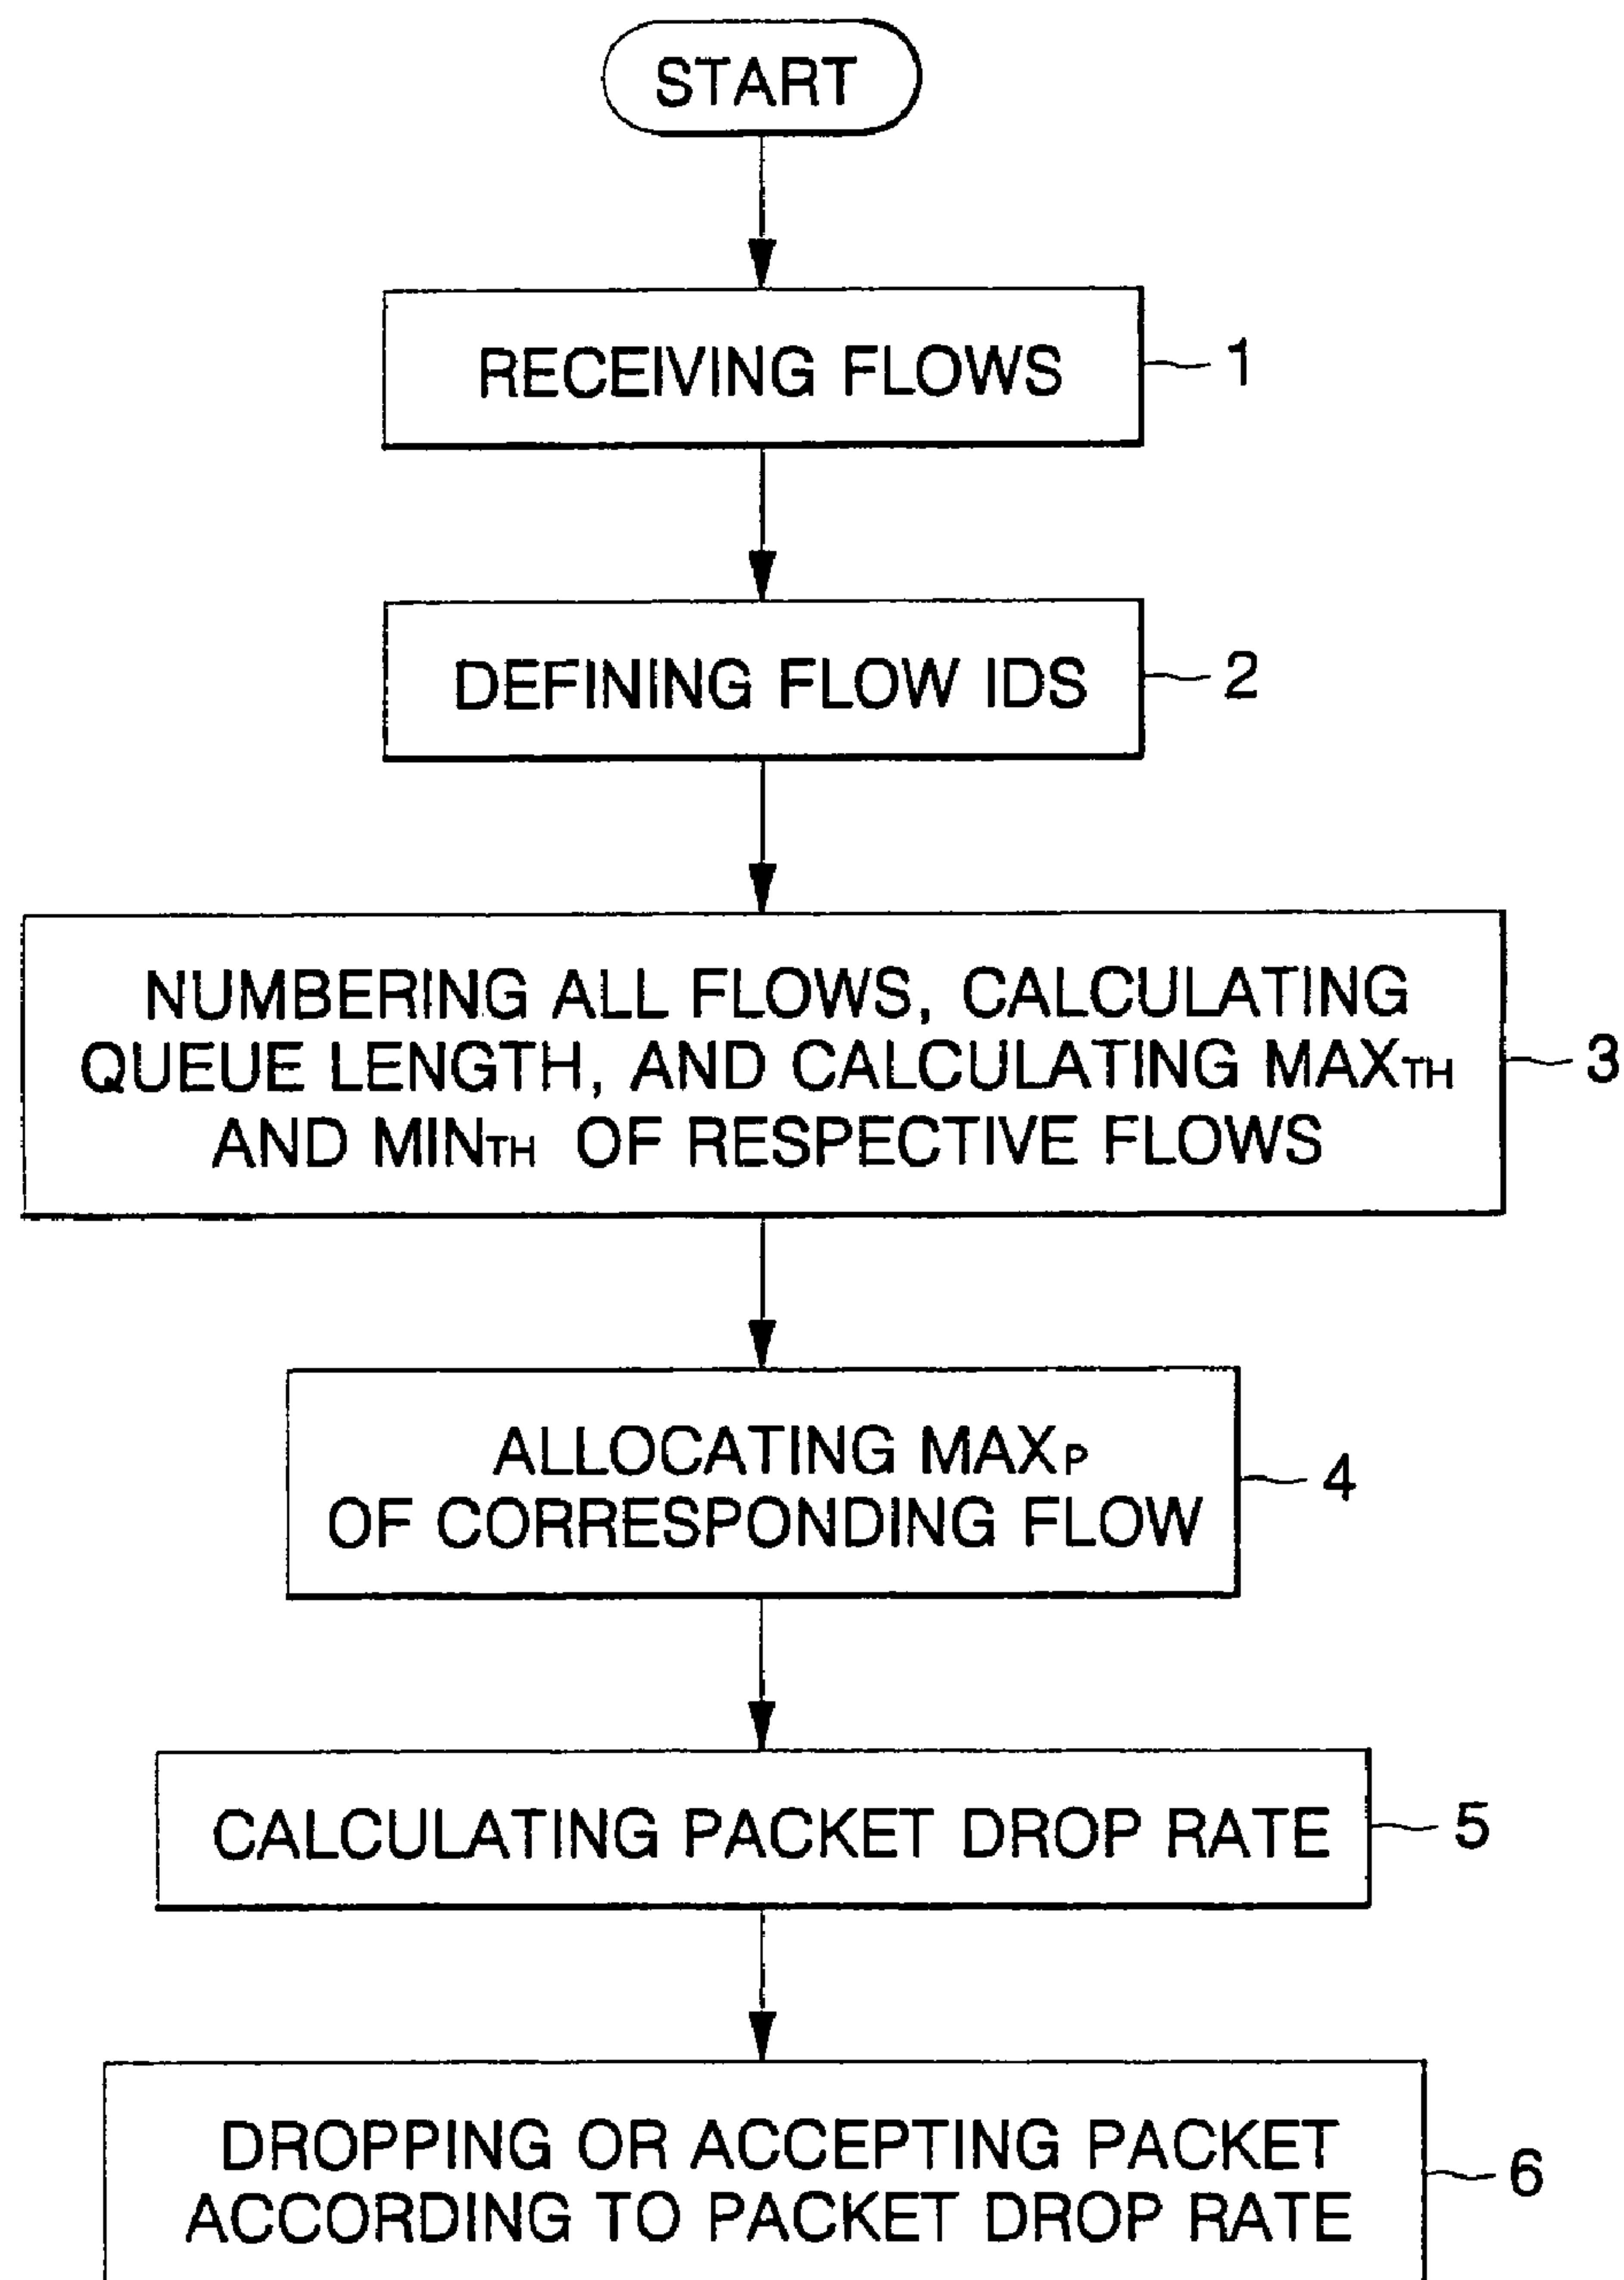 START
RECEIVING FLOWS
1
DEFINING FLOW IDS
2
NUMBERING ALL FLOWS, CALCULATING
QUEUE LENGTH, AND CALCULATING MAXTH
AND MINTH OF RESPECTIVE FLOWS
3
ALLOCATING MAXP
OF CORRESPONDING FLOW
4
CALCULATING PACKET DROP RATE
5
DROPPING OR ACCEPTING PACKET
ACCORDING TO PACKET DROP RATE
6